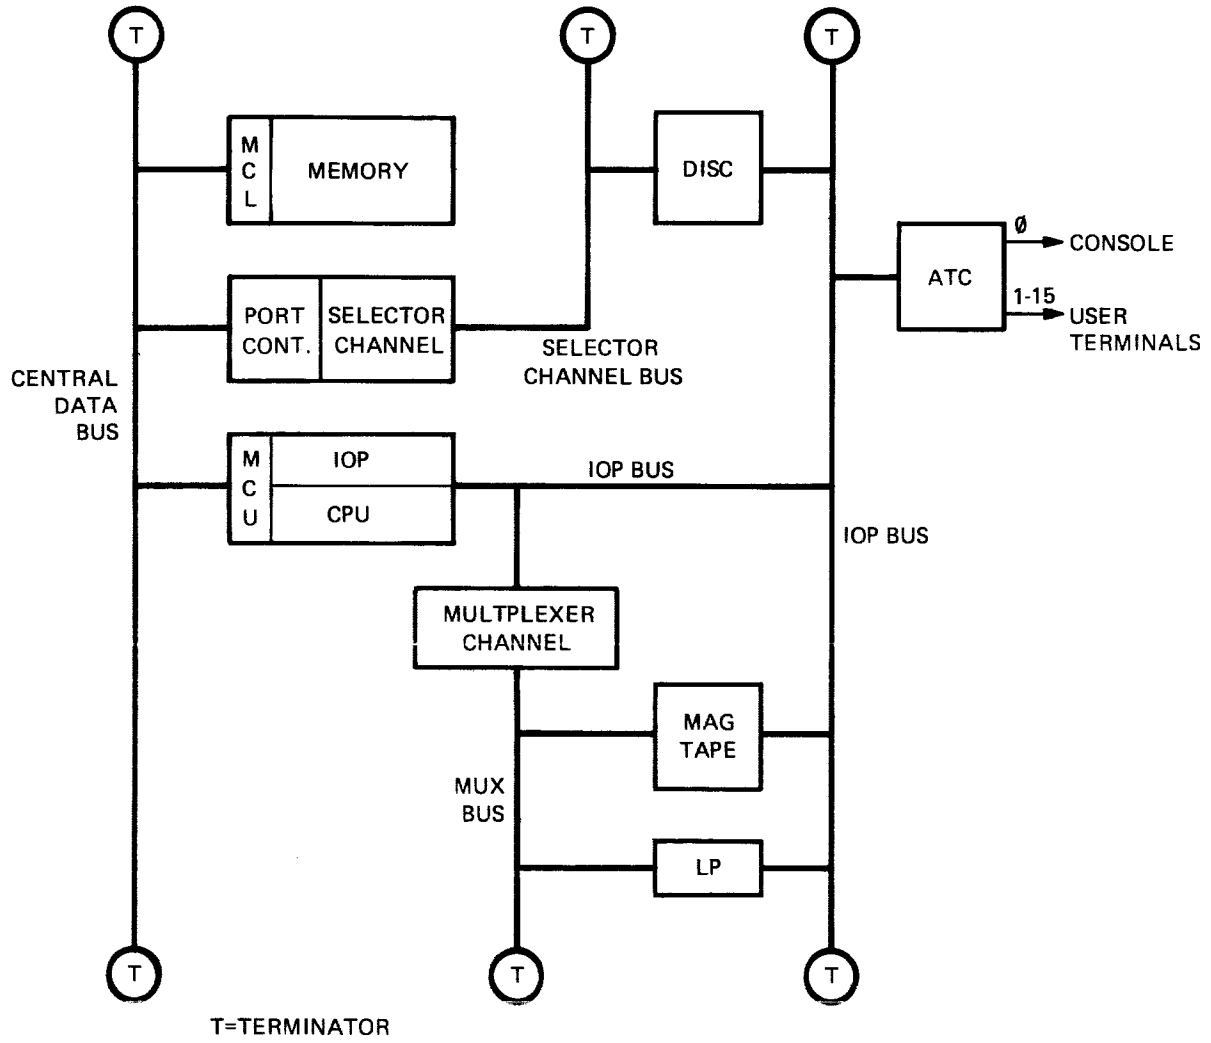 T
T
T
M
C
L
MEMORY
DISC
Ø
CONSOLE
ATC
1-15
USER
TERMINALS
PORT
CONT.
SELECTOR
CHANNEL
SELECTOR
CHANNEL BUS
CENTRAL
DATA
BUS
M
C
U
IOP
CPU
IOP BUS
IOP BUS
MULTPLEXER
CHANNEL
MAG
TAPE
MUX
BUS
LP
T
T
T
T=TERMINATOR